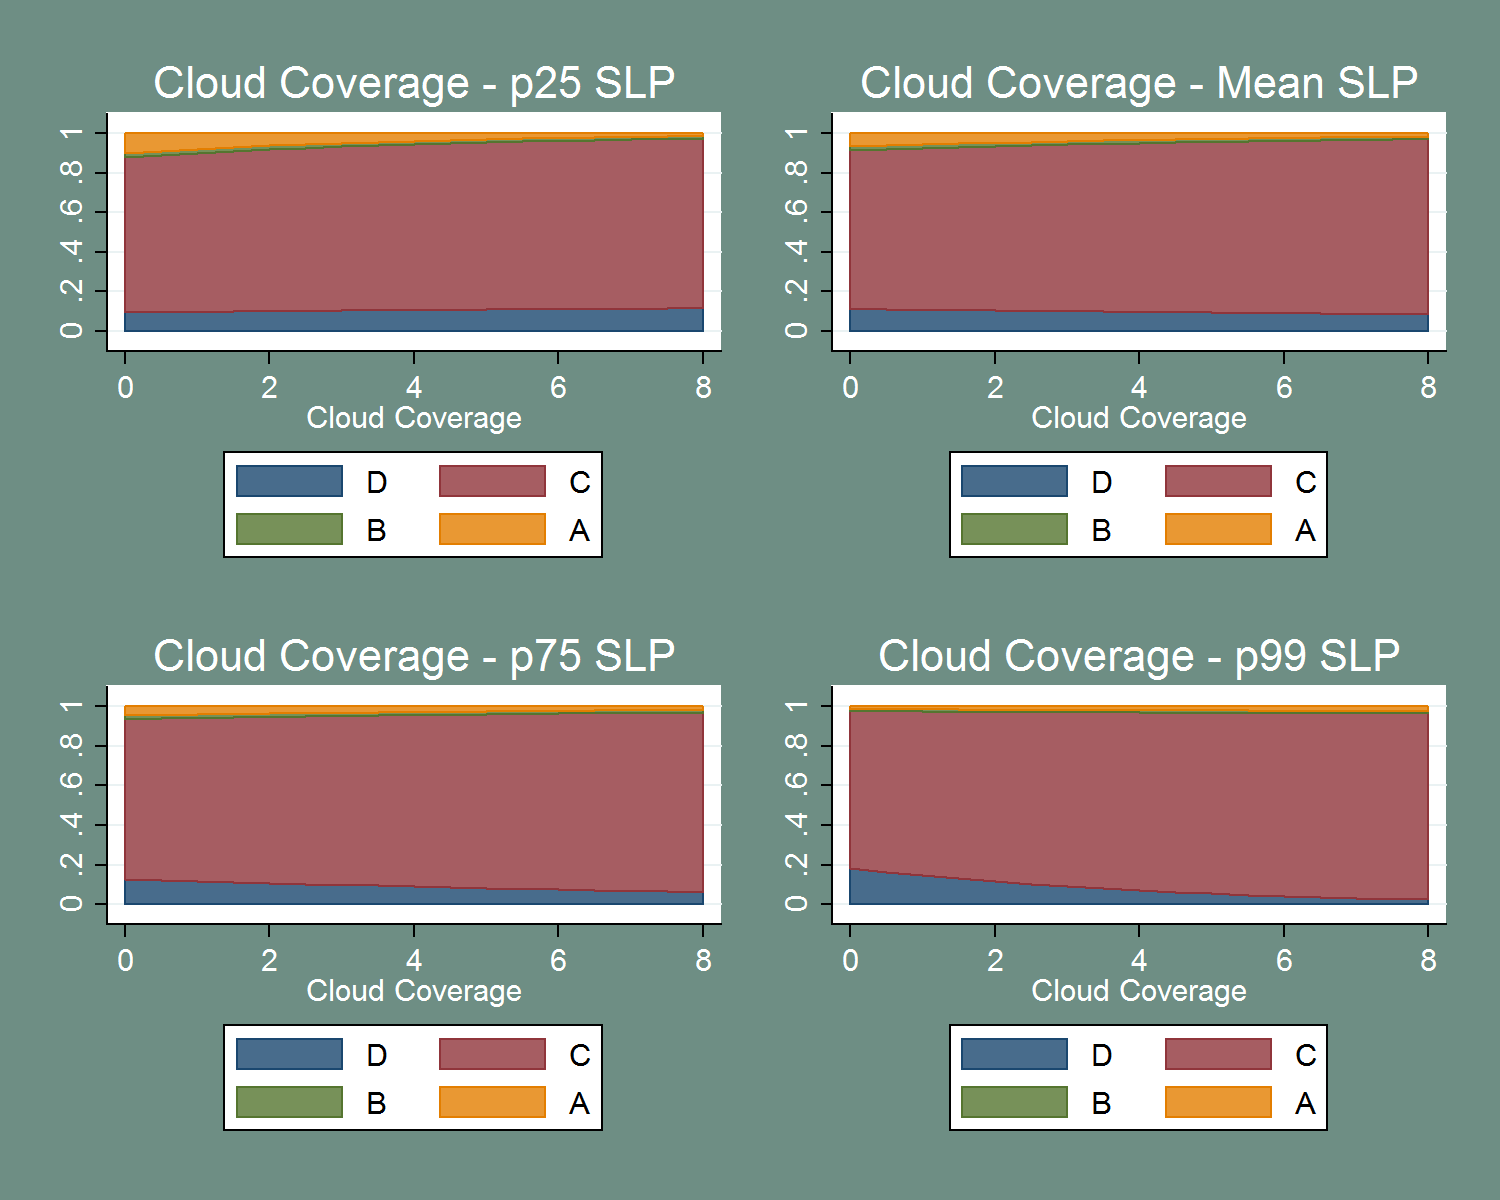 Cloud Coverage - p25 SLP
1
.8
.6
.4
.2
0
0 2 4 6 8
Cloud Coverage
D C
B A
Cloud Coverage - Mean SLP
1
.8
.6
.4
.2
0
0 2 4 6 8
Cloud Coverage
D C
B A
Cloud Coverage - p75 SLP
1
.8
.6
.4
.2
0
0 2 4 6 8
Cloud Coverage
D C
B A
Cloud Coverage - p99 SLP
1
.8
.6
.4
.2
0
0 2 4 6 8
Cloud Coverage
D C
B A